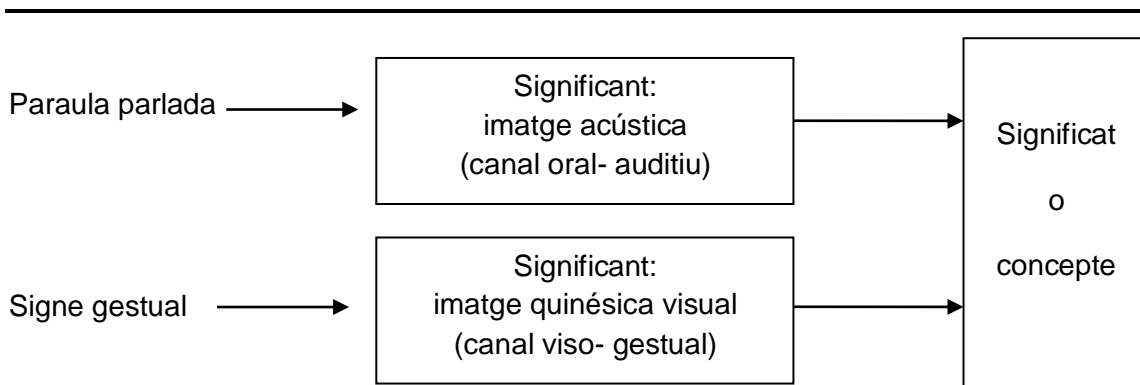 Paraula parlada
Significant:
imatge acústica
(canal oral- auditiu)
Signe gestual
Significant:
imatge quinésica visual
(canal viso- gestual)
Significat
o
concepte